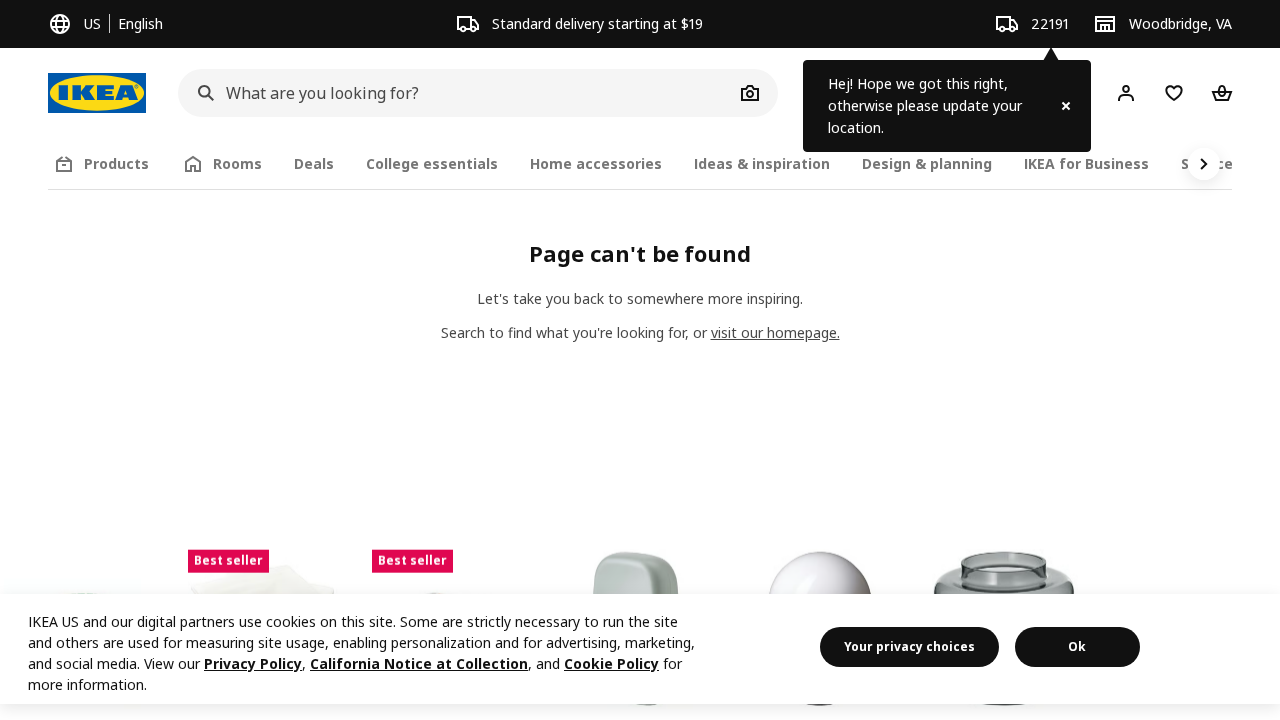 US English
Standard delivery starting at $19
22191
Woodbridge, VA
IKEA
What are you looking for?
Hej! Hope we got this right,
otherwise please update your
location.
Products Rooms Deals College essentials Home accessories Ideas & inspiration Design & planning IKEA for Business
Page can't be found
Let's take you back to somewhere more inspiring.
Search to find what you're looking for, or visit our homepage.
Best seller
Best seller
IKEA US and our digital partners use cookies on this site. Some are strictly necessary to run the site
and others are used for measuring site usage, enabling personalization and for advertising, marketing,
and social media. View our Privacy Policy, California Notice at Collection, and Cookie Policy for
more information.
Your privacy choices
Ok